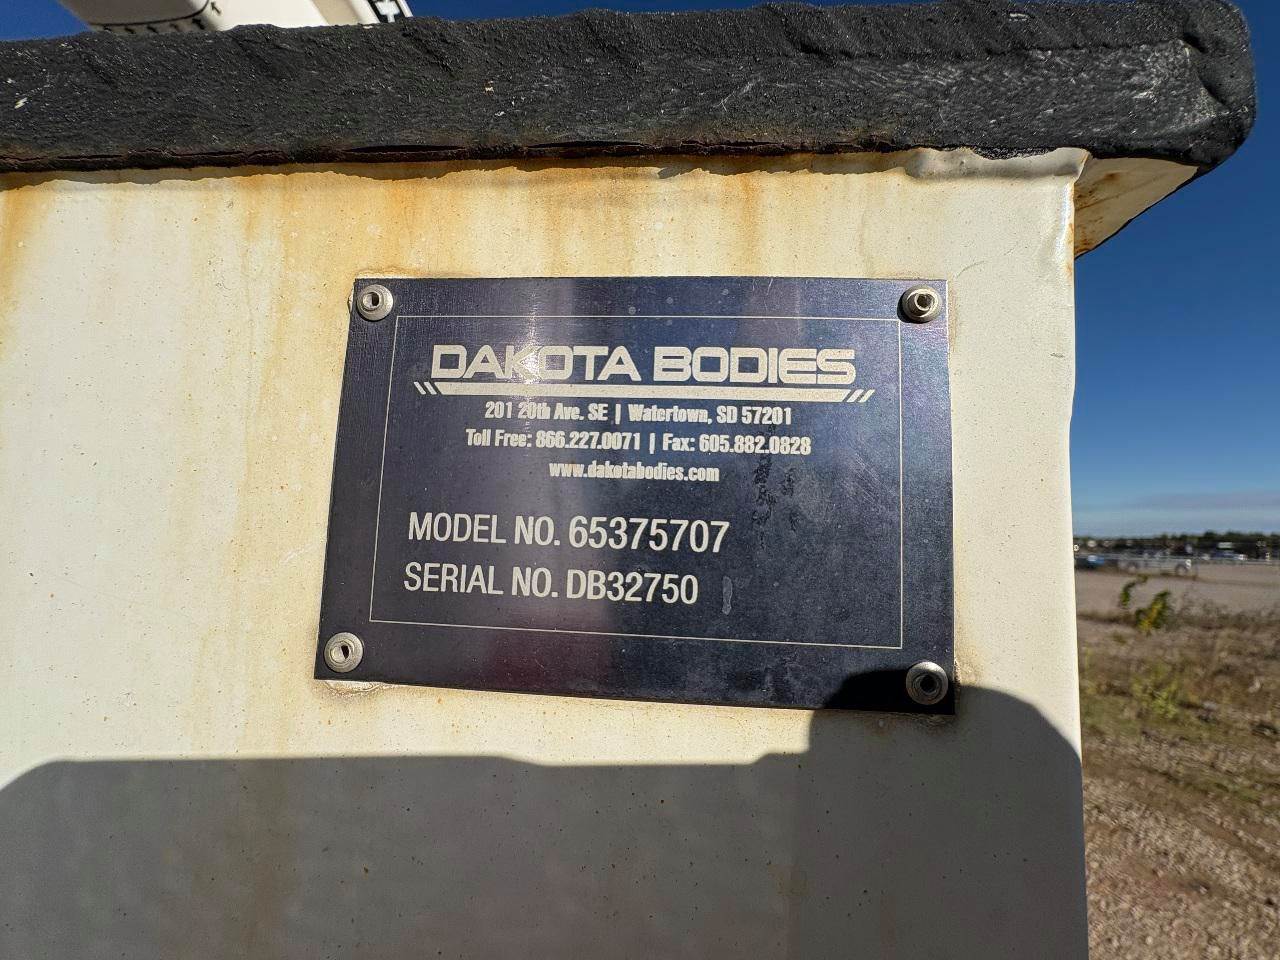 DAKOTA BODIES
201 20th Ave. SE | Watertown, SD 57201
Toll Free: 866.227.0071 | Fax: 605.882.0828
www.dakotabodies.com
MODEL NO. 65375707
SERIAL NO. DB32750